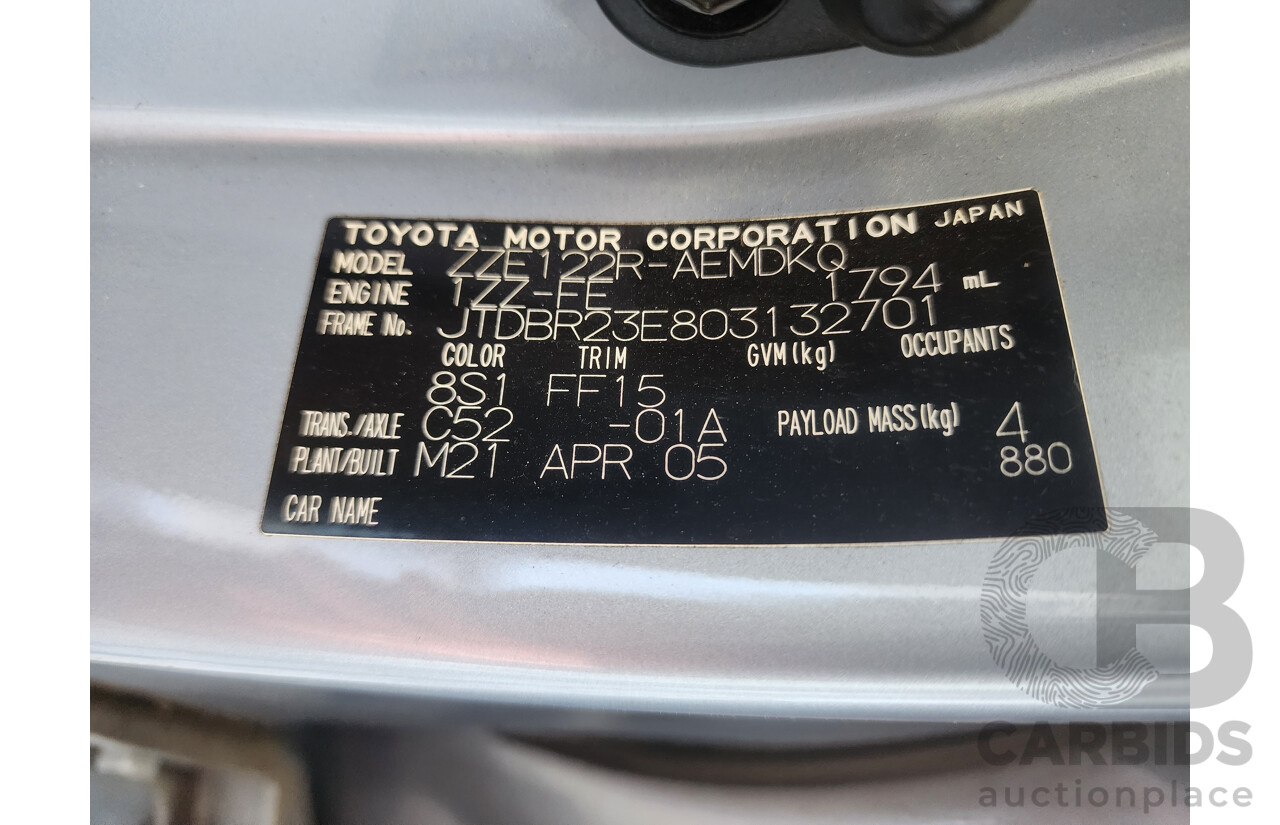 TOYOTA MOTOR CORPORATION JAPAN
MODEL ZZE122R-AEMDKQ
ENGINE 1ZZ-FE 1794 mL
FRAME No. JTDBR23E803132701
COLOR TRIM GVM(kg) OCCUPANTS
8S1 FF15
TRANS./AXLE C52 -01A PAYLOAD MASS(kg) 4
PLANT/BUILT M21 APR 05 880
CAR NAME
CB
CARBIDS
auctionplace